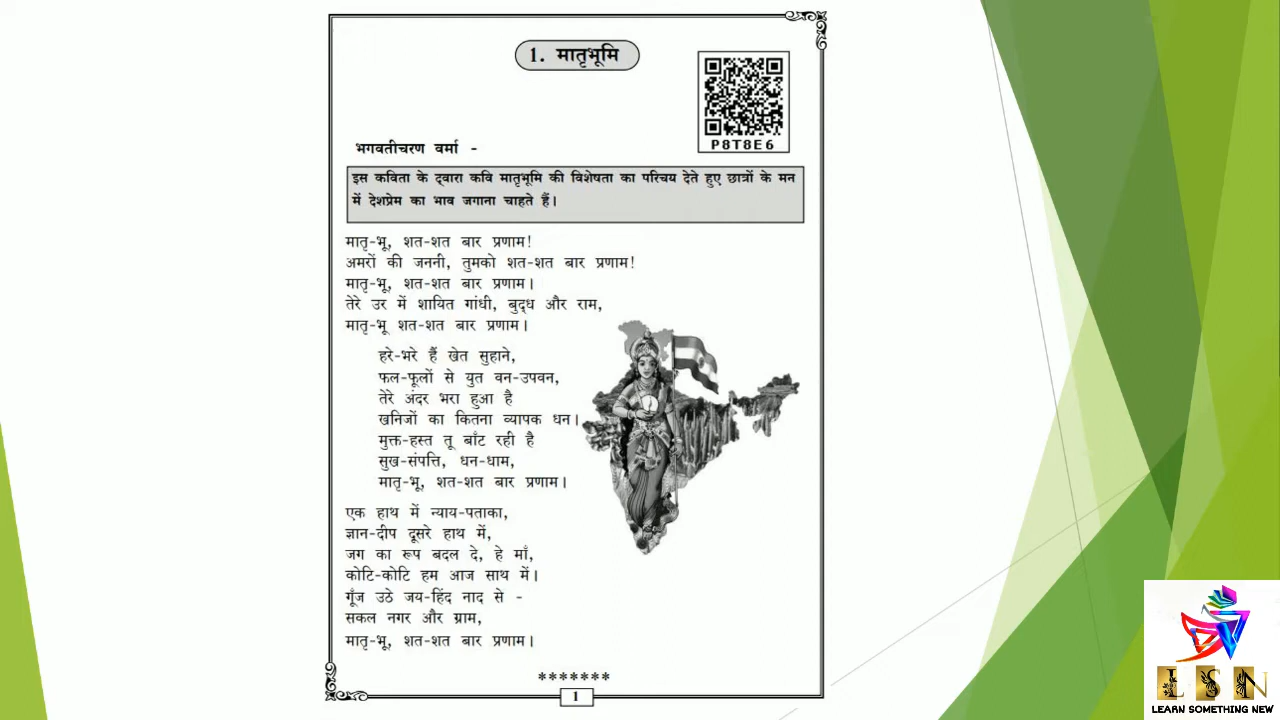 1. मातृभूमि
P8T8E6
भगवतीचरण वर्मा -
इस कविता के द्वारा कवि मातृभूमि की विशेषता का परिचय देते हुए छात्रों के मन
में देशप्रेम का भाव जगाना चाहते हैं।
मातृ-भू, शत-शत बार प्रणाम!
अमरों की जननी, तुमको शत-शत बार प्रणाम!
मातृ-भू, शत-शत बार प्रणाम।
तेरे उर में शायित गांधी, बुद्ध और राम,
मातृ-भू शत-शत बार प्रणाम।
हरे-भरे हैं खेत सुहाने,
फल-फूलों से युत वन-उपवन,
तेरे अंदर भरा हुआ है
खनिजों का कितना व्यापक धन।
मुक्त-हस्त तू बाँट रही है
सुख-संपत्ति, धन-धाम,
मातृ-भू, शत-शत बार प्रणाम।
एक हाथ में न्याय-पताका,
ज्ञान-दीप दूसरे हाथ में,
जग का रूप बदल दे, हे माँ,
कोटि-कोटि हम आज साथ में।
गूँज उठे जय-हिंद नाद से -
सकल नगर और ग्राम,
मातृ-भू, शत-शत बार प्रणाम।
*******
1
LSN
LEARN SOMETHING NEW